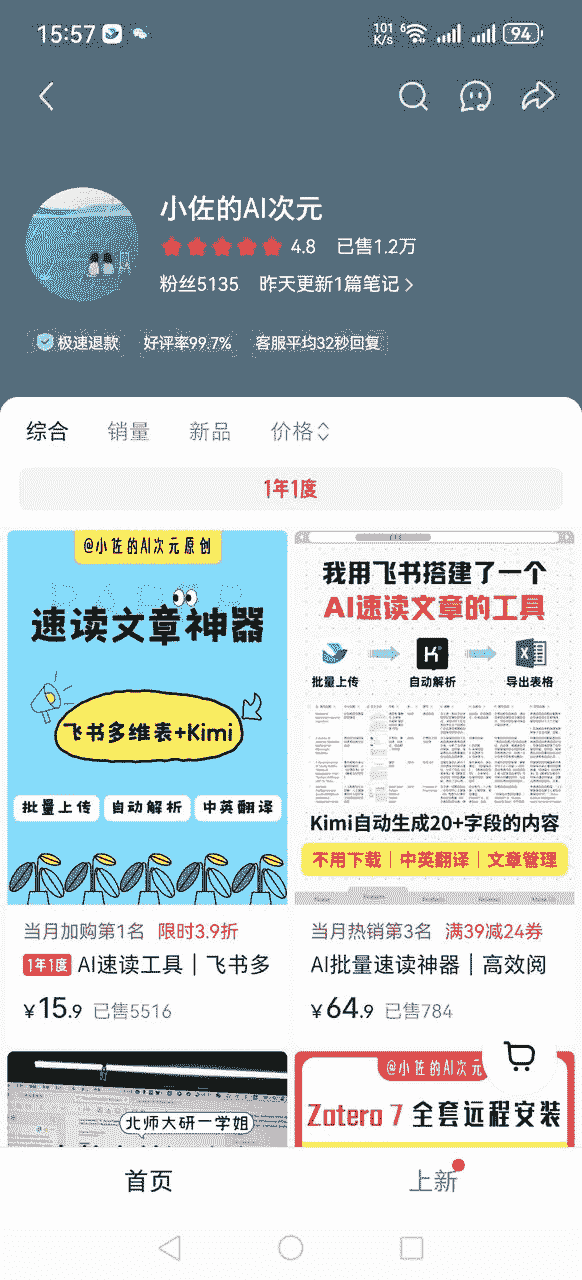 15:57
101 K/s
6
94
小佐的AI次元
4.8 已售1.2万
粉丝5135 昨天更新1篇笔记
极速退款 好评率99.7% 客服平均32秒回复
综合 销量 新品 价格
1年1度
@小佐的AI次元原创
速读文章神器
飞书多维表+Kimi
批量上传 自动解析 中英翻译
当月加购第1名 限时3.9折
1年1度 AI速读工具｜飞书多
¥15.9 已售5516
我用飞书搭建了一个
AI速读文章的工具
批量上传 自动解析 导出表格
Kimi自动生成20+字段的内容
不用下载｜中英翻译｜文章管理
当月热销第3名 满39减24券
AI批量速读神器｜高效阅
¥64.9 已售784
北师大研一学姐
@小佐的AI次元
Zotero 7 全套远程安装
首页
上新